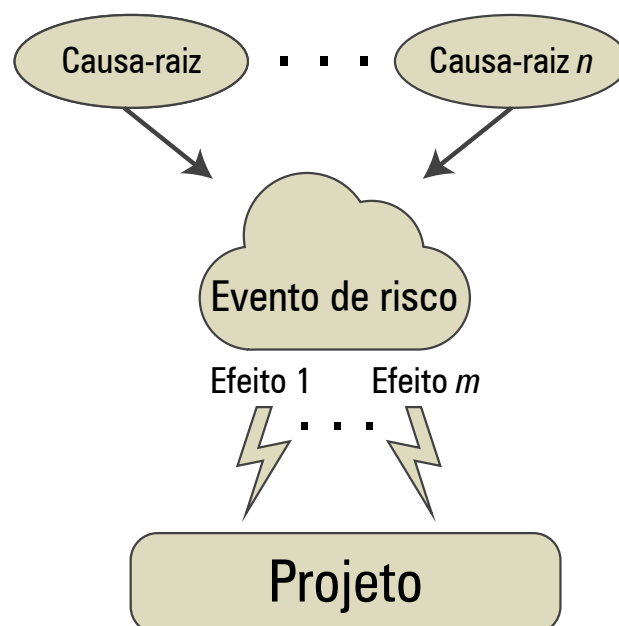 Causa-raiz . . . Causa-raiz n
Evento de risco
Efeito 1 Efeito m
. . .
Projeto